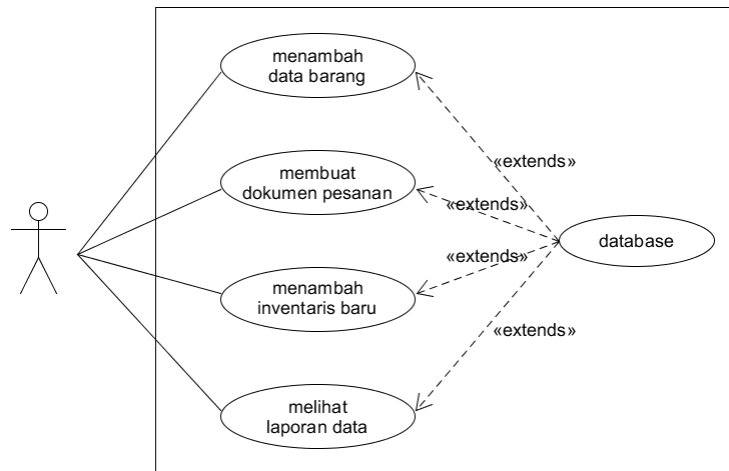 menambah
data barang
«extends»
membuat
dokumen pesanan
«extends»
database
«extends»
menambah
inventaris baru
«extends»
melihat
laporan data